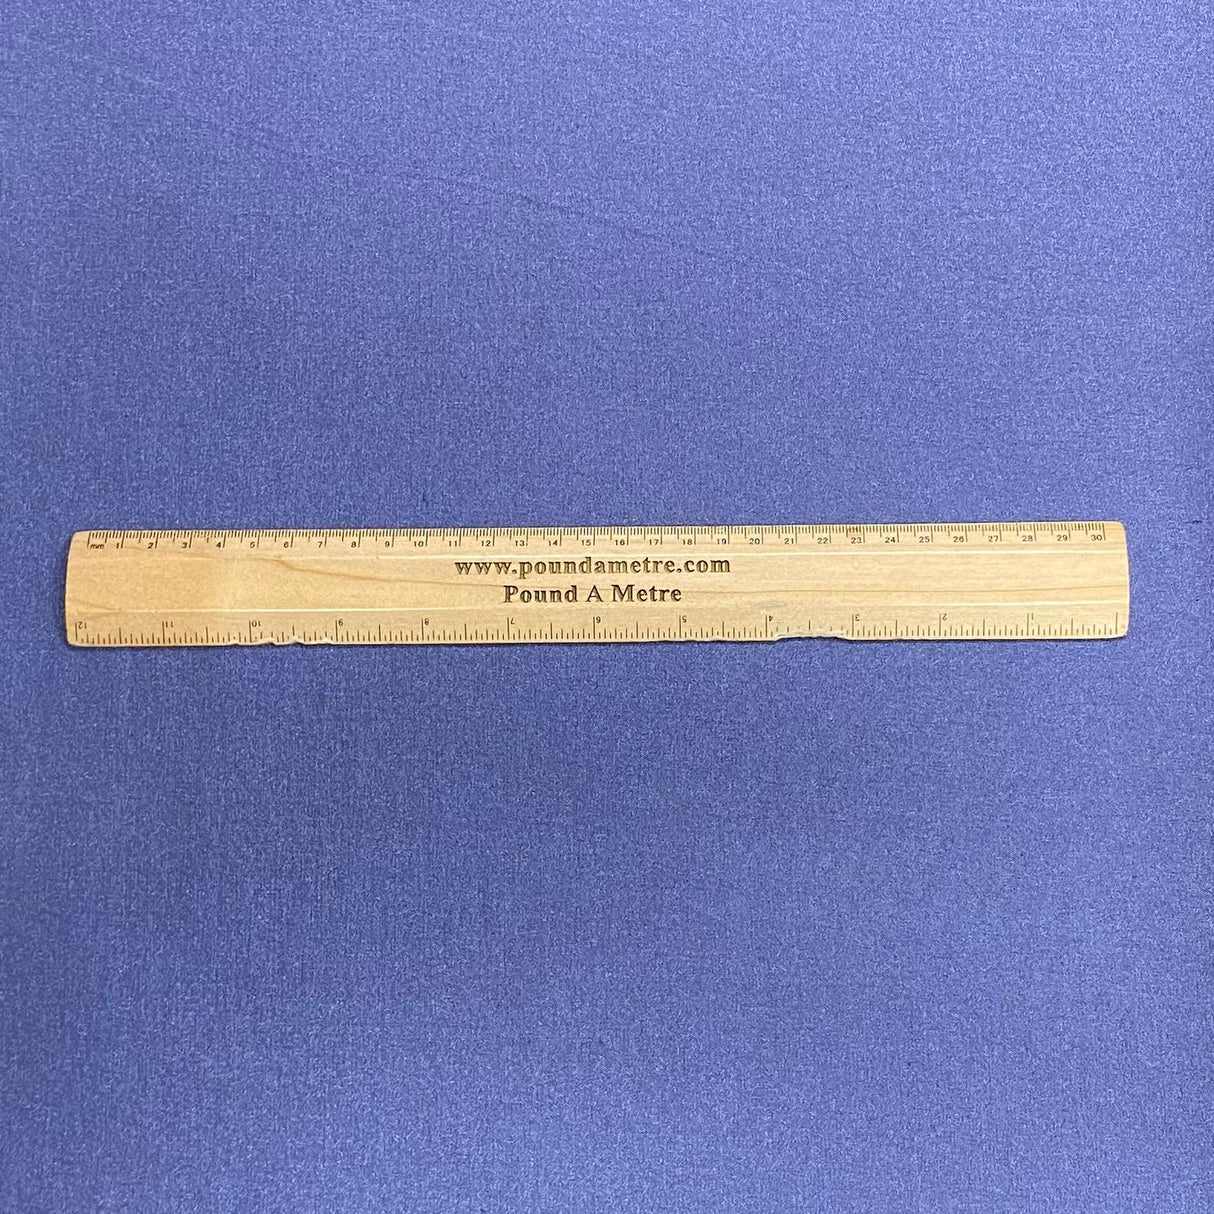 mm 1 2 3 4 5 6 7 8 9 10 11 12 13 14 15 16 17 18 19 20 21 22 23 24 25 26 27 28 29 30
www.poundametre.com
Pound A Metre
12 11 10 9 8 7 6 5 4 3 2 1